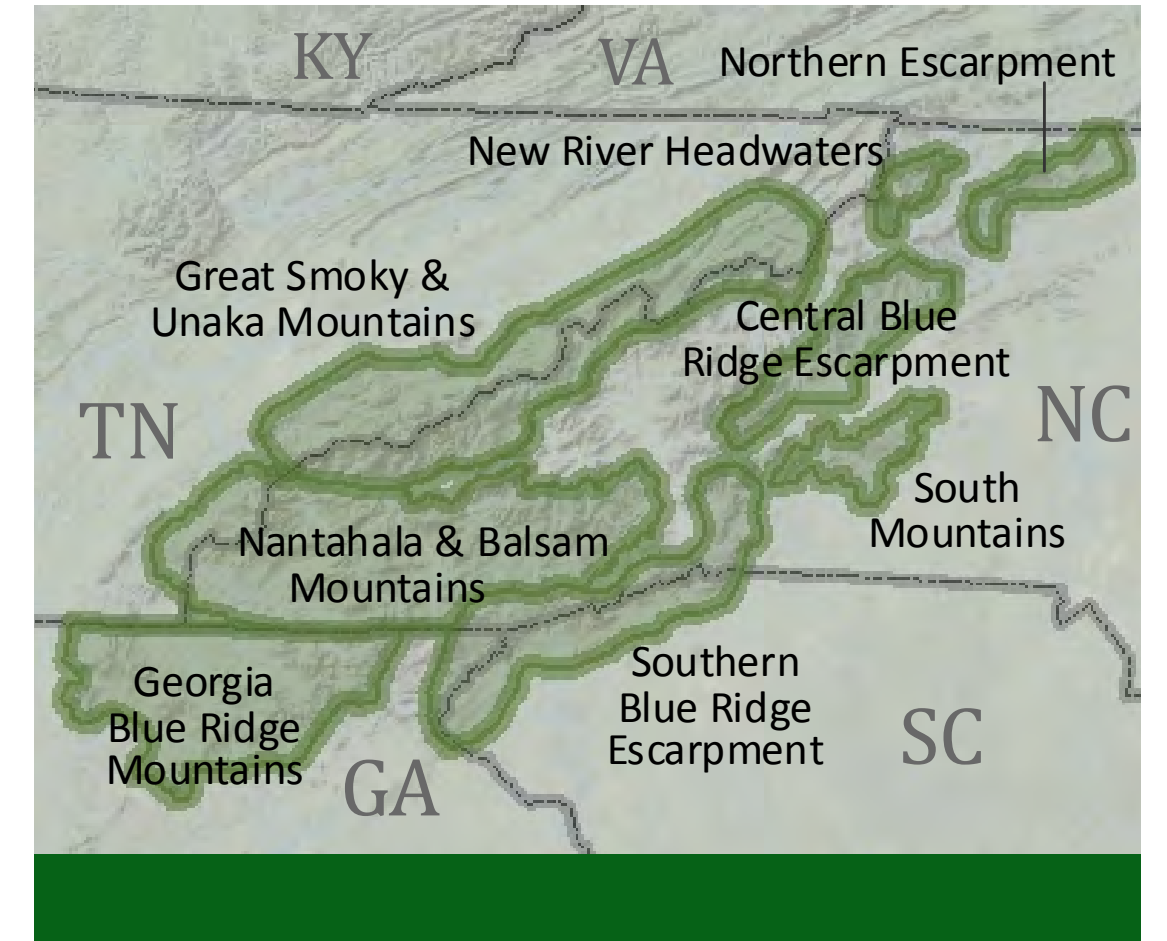 KY
VA
Northern Escarpment
New River Headwaters
Great Smoky &
Unaka Mountains
Central Blue
Ridge Escarpment
TN
NC
South
Mountains
Nantahala & Balsam
Mountains
Georgia
Blue Ridge
Mountains
Southern
Blue Ridge
Escarpment
SC
GA